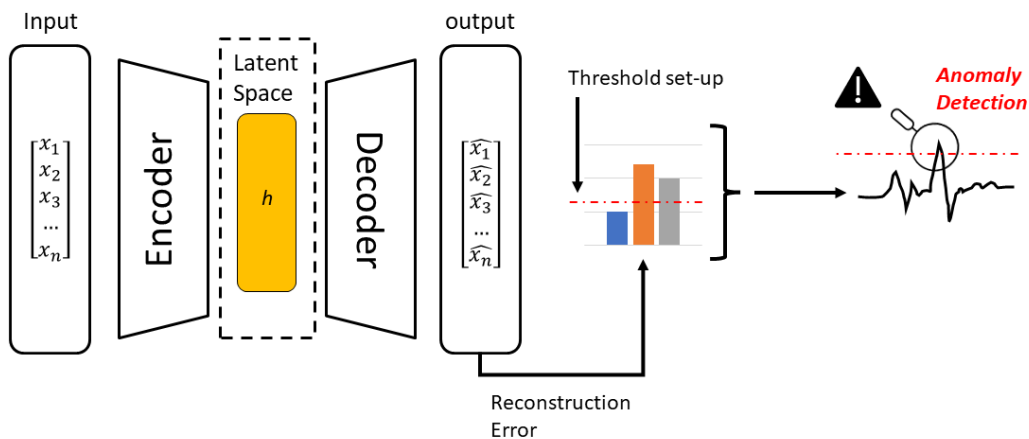 Input
output
Latent
Space
Threshold set-up
Anomaly
Detection
x₁
x₂
x₃
...
xₙ
Encoder
h
Decoder
x̂₁
x̂₂
x̂₃
...
x̂ₙ
Reconstruction
Error